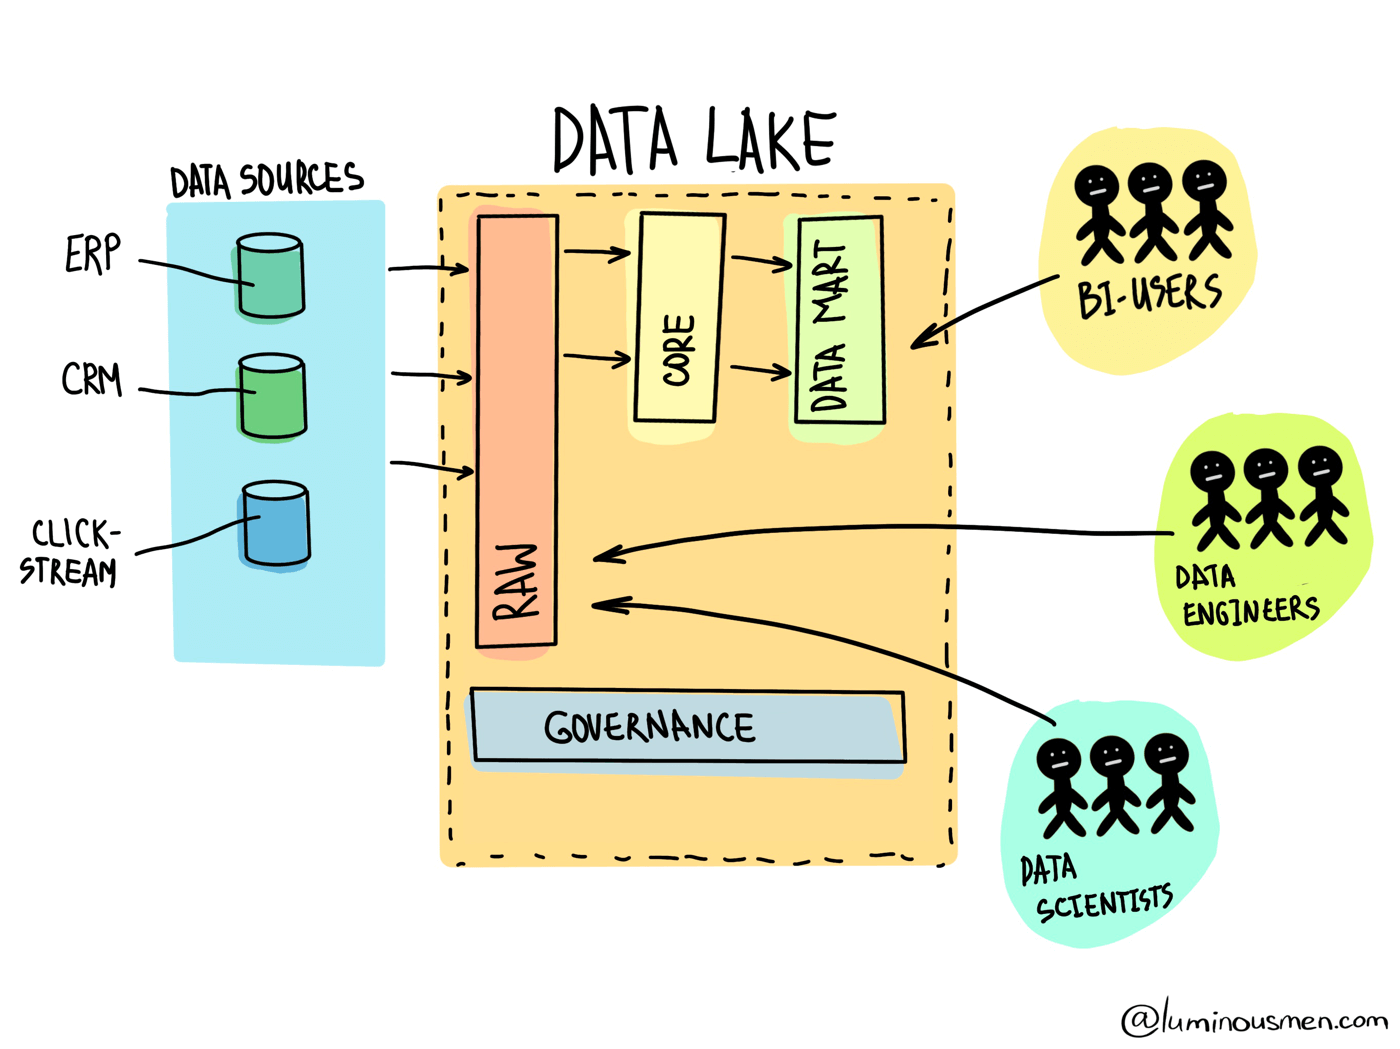 DATA LAKE
DATA SOURCES
ERP
CRM
CLICK-
STREAM
RAW
CORE
DATA MART
GOVERNANCE
BI-USERS
DATA
ENGINEERS
DATA
SCIENTISTS
@luminousmen.com